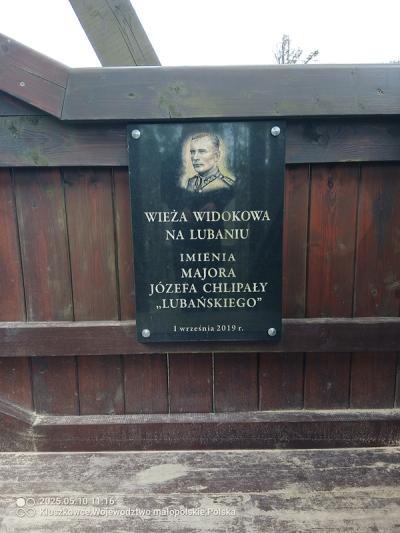 WIEŻA WIDOKOWA
NA LUBANIU
IMIENIA
MAJORA
JÓZEFA CHLIPAŁY
„LUBAŃSKIEGO”
1 września 2019 r.
2025.05.10 11:16
Kluszkowce,Województwo małopolskie,Polska